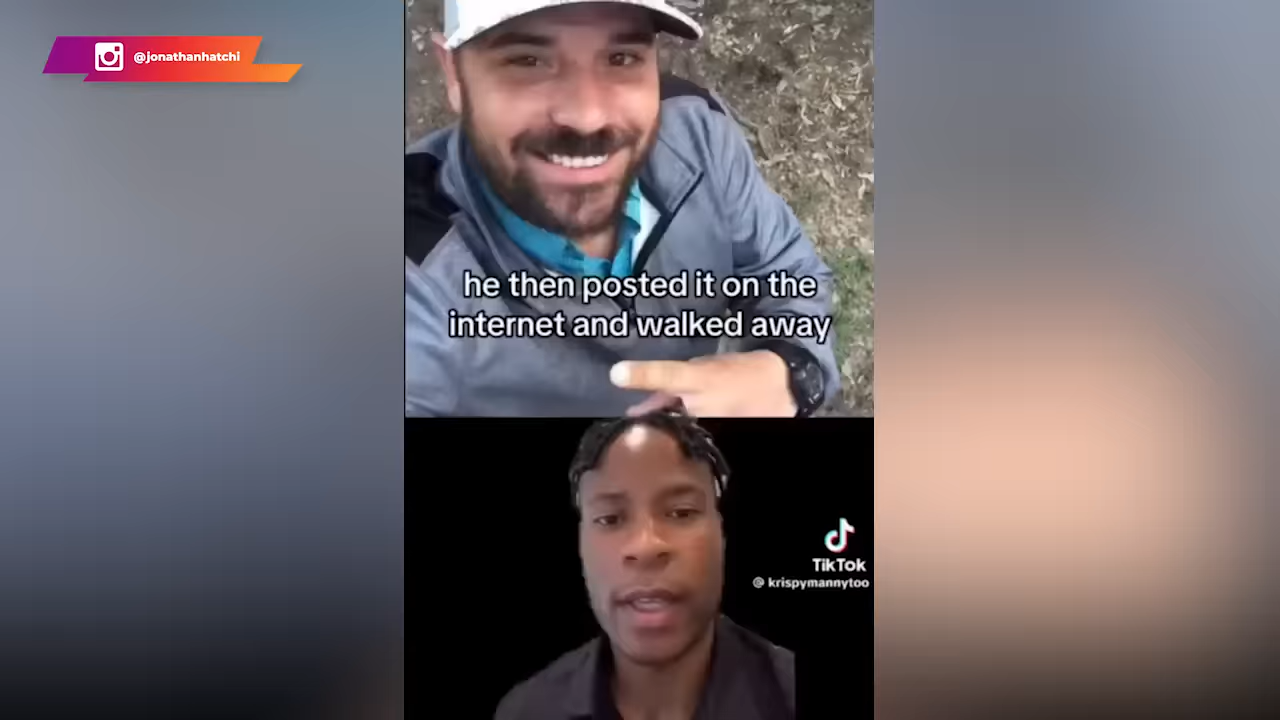 @jonathanhatchi
he then posted it on the
internet and walked away
TikTok
@ krispymannytoo